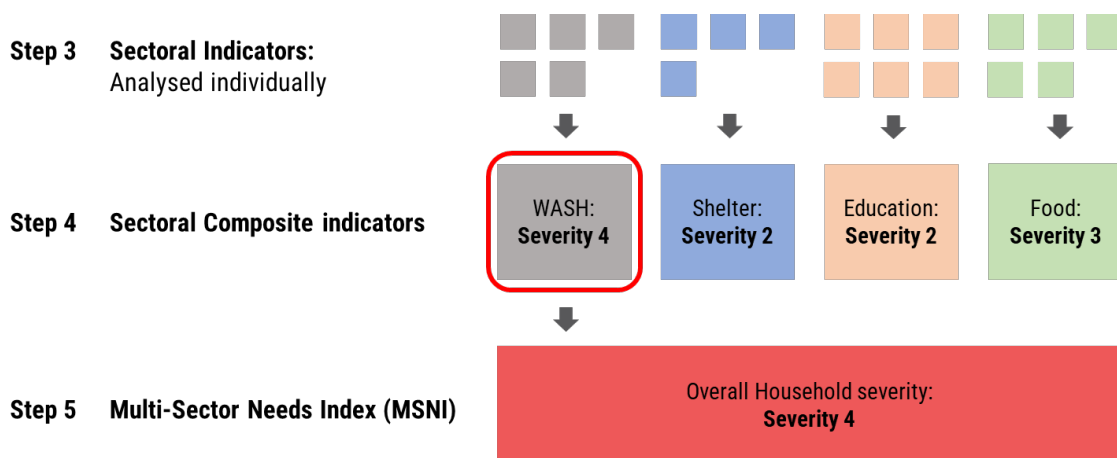 Step 3 Sectoral Indicators:
Analysed individually
Step 4 Sectoral Composite indicators
WASH:
Severity 4
Shelter:
Severity 2
Education:
Severity 2
Food:
Severity 3
Step 5 Multi-Sector Needs Index (MSNI)
Overall Household severity:
Severity 4